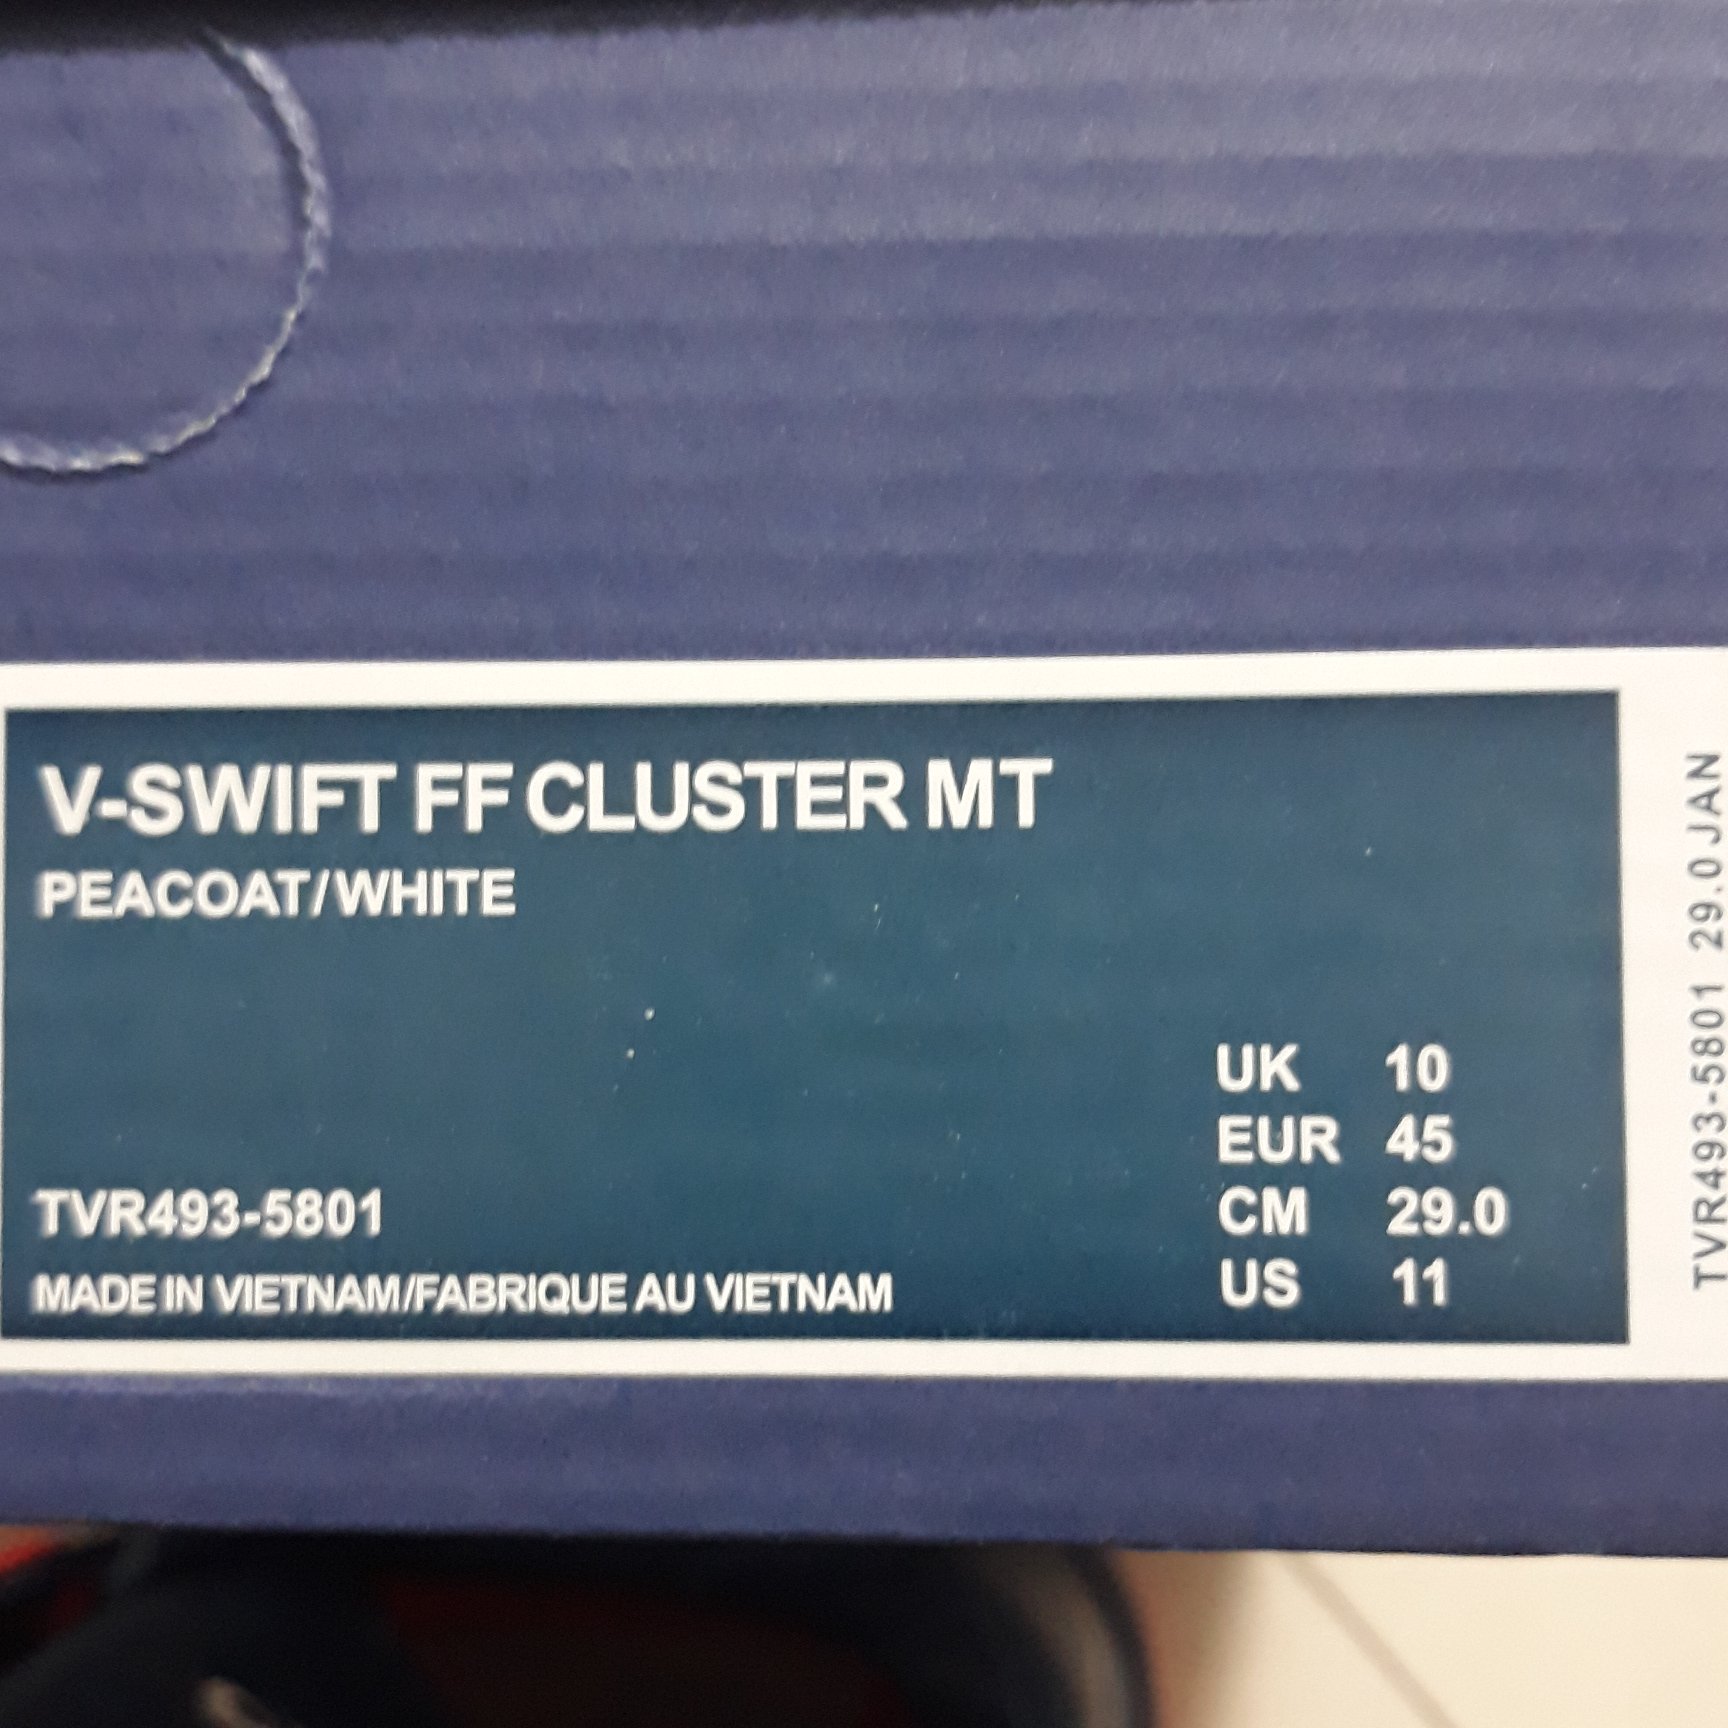 V-SWIFT FF CLUSTER MT
PEACOAT/WHITE
UK 10
EUR 45
CM 29.0
US 11
TVR493-5801
MADE IN VIETNAM/FABRIQUE AU VIETNAM
TVR493-5801 29.0 JAN